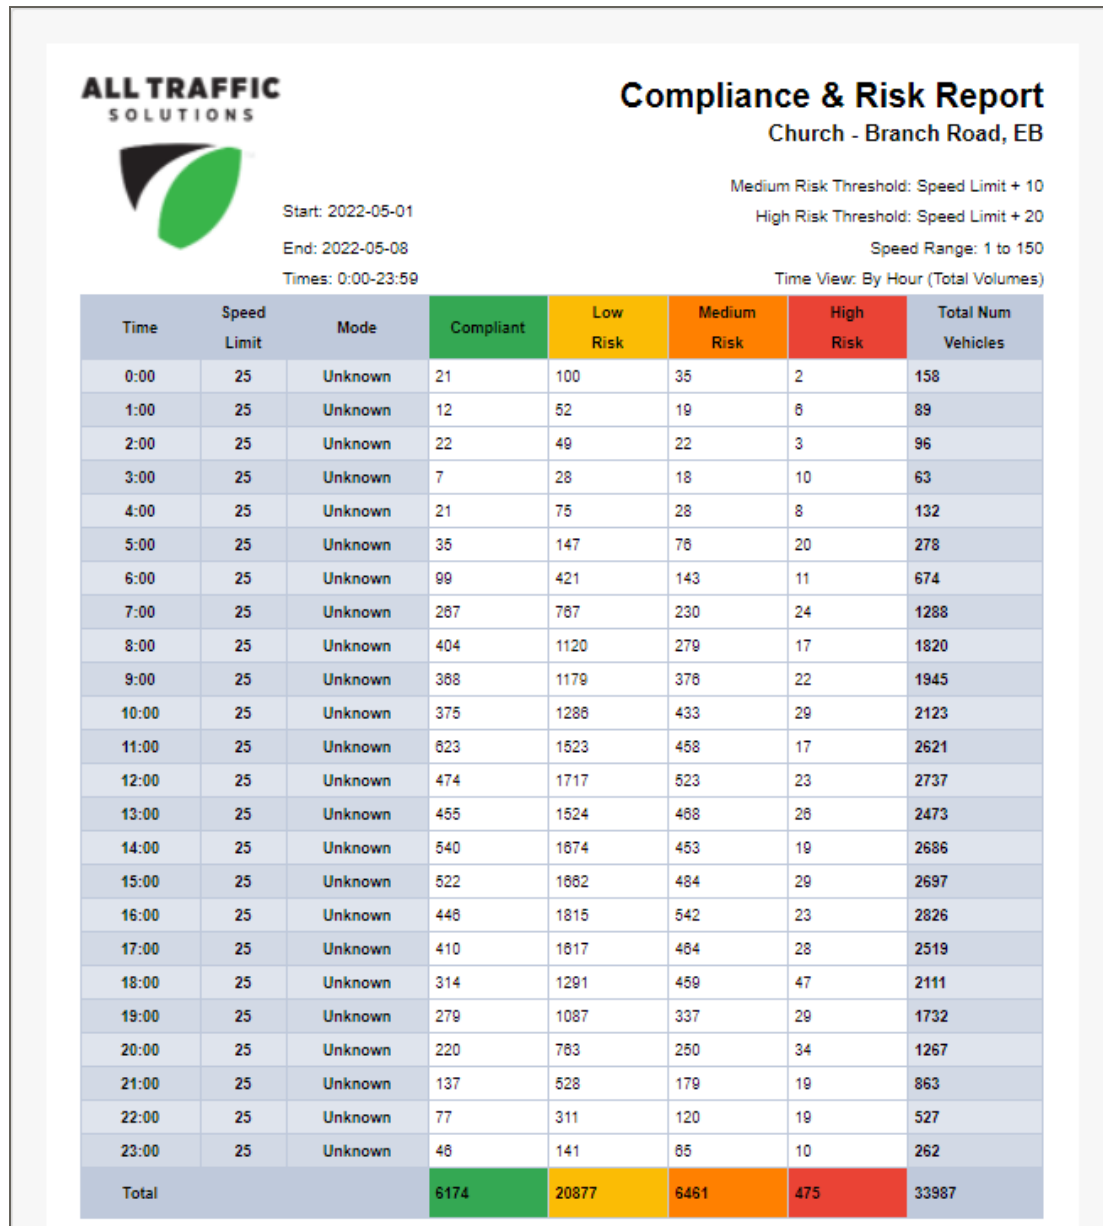 ALL TRAFFIC
SOLUTIONS
Compliance & Risk Report
Church - Branch Road, EB
Medium Risk Threshold: Speed Limit + 10
Start: 2022-05-01
High Risk Threshold: Speed Limit + 20
End: 2022-05-08
Speed Range: 1 to 150
Times: 0:00-23:59
Time View: By Hour (Total Volumes)
Time Speed Limit Mode Compliant Low Risk Medium Risk High Risk Total Num Vehicles
0:00 25 Unknown 21 100 35 2 158
1:00 25 Unknown 12 52 19 6 89
2:00 25 Unknown 22 49 22 3 96
3:00 25 Unknown 7 28 18 10 63
4:00 25 Unknown 21 75 28 8 132
5:00 25 Unknown 35 147 76 20 278
6:00 25 Unknown 99 421 143 11 674
7:00 25 Unknown 267 767 230 24 1288
8:00 25 Unknown 404 1120 279 17 1820
9:00 25 Unknown 368 1179 376 22 1945
10:00 25 Unknown 375 1286 433 29 2123
11:00 25 Unknown 623 1523 458 17 2621
12:00 25 Unknown 474 1717 523 23 2737
13:00 25 Unknown 455 1524 468 26 2473
14:00 25 Unknown 540 1674 453 19 2686
15:00 25 Unknown 522 1662 484 29 2697
16:00 25 Unknown 446 1815 542 23 2826
17:00 25 Unknown 410 1617 464 28 2519
18:00 25 Unknown 314 1291 459 47 2111
19:00 25 Unknown 279 1087 337 29 1732
20:00 25 Unknown 220 763 250 34 1267
21:00 25 Unknown 137 528 179 19 863
22:00 25 Unknown 77 311 120 19 527
23:00 25 Unknown 46 141 65 10 262
Total 6174 20877 6461 475 33987